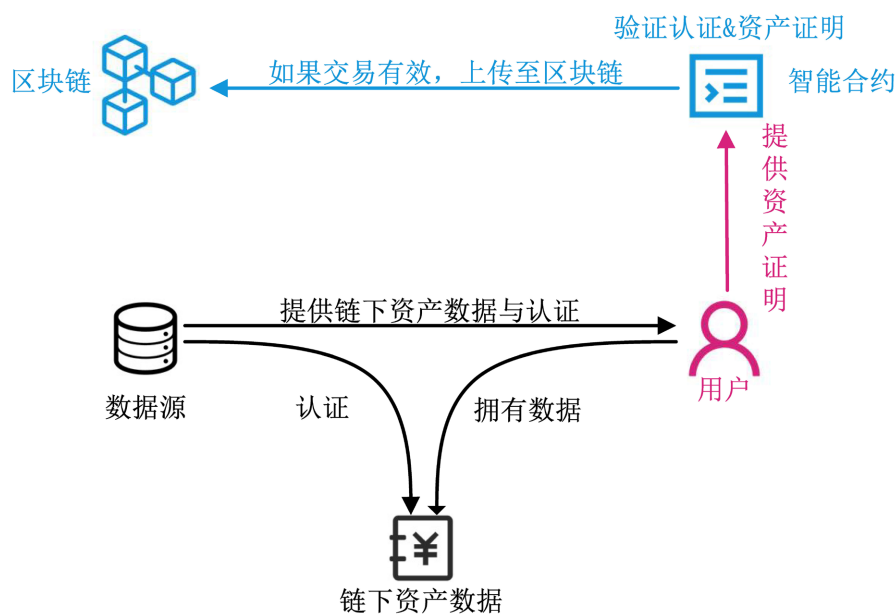 验证认证&资产证明
区块链
如果交易有效，上传至区块链
智能合约
提供资产证明
提供链下资产数据与认证
用户
数据源
认证
拥有数据
¥
链下资产数据